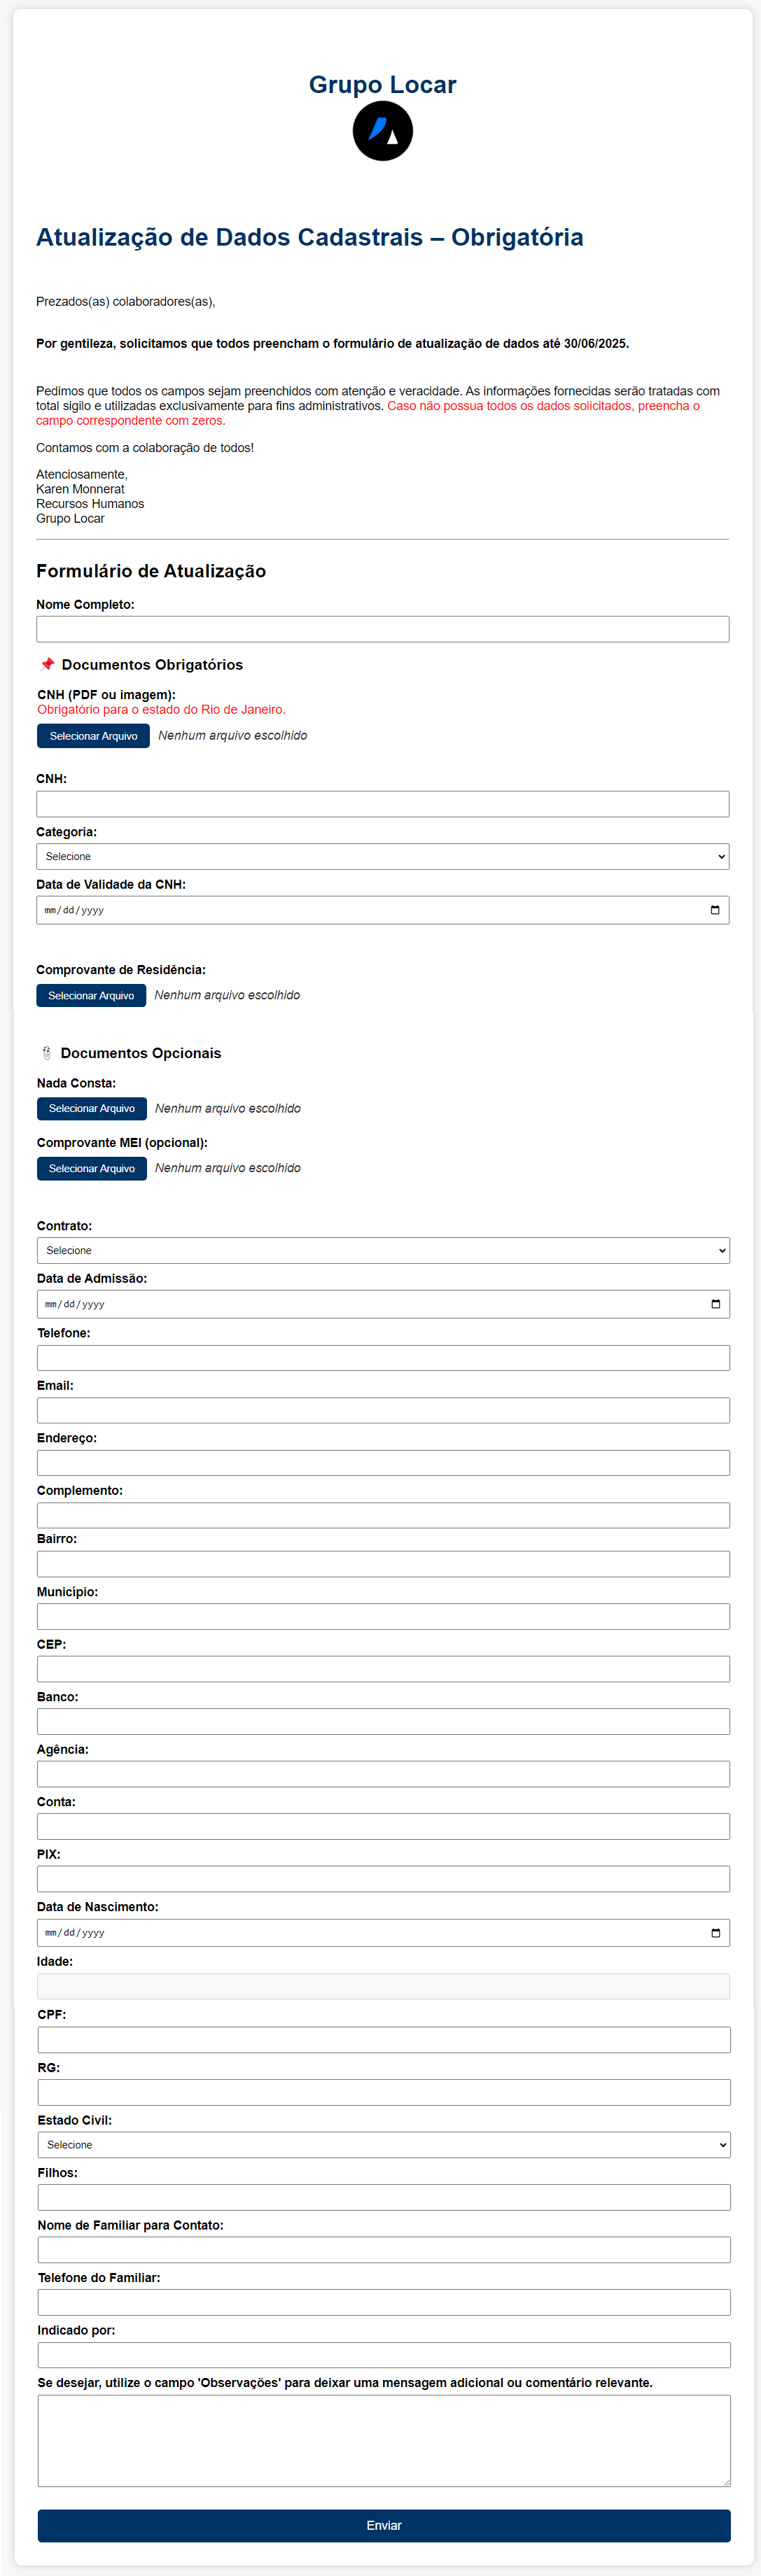 Grupo Locar
Atualização de Dados Cadastrais – Obrigatória
Prezados(as) colaboradores(as),
Por gentileza, solicitamos que todos preencham o formulário de atualização de dados até 30/06/2025.
Pedimos que todos os campos sejam preenchidos com atenção e veracidade. As informações fornecidas serão tratadas com
total sigilo e utilizadas exclusivamente para fins administrativos. Caso não possua todos os dados solicitados, preencha o
campo correspondente com zeros.
Contamos com a colaboração de todos!
Atenciosamente,
Karen Monnerat
Recursos Humanos
Grupo Locar
Formulário de Atualização
Nome Completo:
📌 Documentos Obrigatórios
CNH (PDF ou imagem):
Obrigatório para o estado do Rio de Janeiro.
Selecionar Arquivo Nenhum arquivo escolhido
CNH:
Categoria:
Selecione
Data de Validade da CNH:
mm/dd/yyyy
Comprovante de Residência:
Selecionar Arquivo Nenhum arquivo escolhido
Documentos Opcionais
Nada Consta:
Selecionar Arquivo Nenhum arquivo escolhido
Comprovante MEI (opcional):
Selecionar Arquivo Nenhum arquivo escolhido
Contrato:
Selecione
Data de Admissão:
mm/dd/yyyy
Telefone:
Email:
Endereço:
Complemento:
Bairro:
Município:
CEP:
Banco:
Agência:
Conta:
PIX:
Data de Nascimento:
mm/dd/yyyy
Idade:
CPF:
RG:
Estado Civil:
Selecione
Filhos:
Nome de Familiar para Contato:
Telefone do Familiar:
Indicado por:
Se desejar, utilize o campo 'Observações' para deixar uma mensagem adicional ou comentário relevante.
Enviar